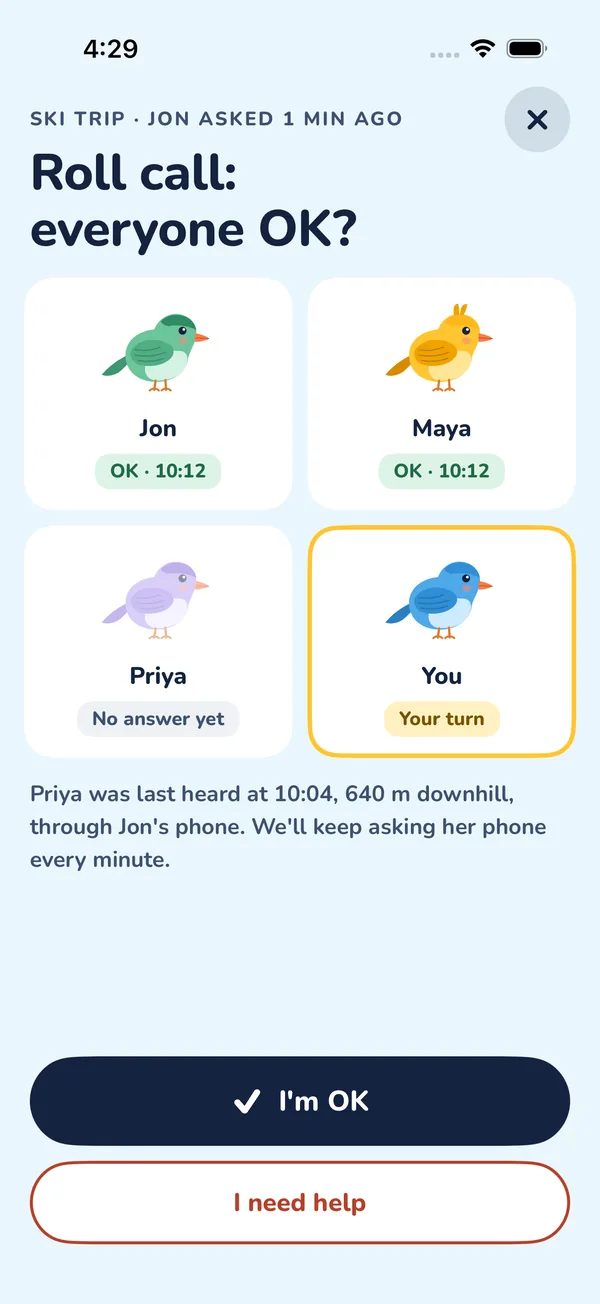 4:29
SKI TRIP · JON ASKED 1 MIN AGO
Roll call:
everyone OK?
Jon
OK · 10:12
Maya
OK · 10:12
Priya
No answer yet
You
Your turn
Priya was last heard at 10:04, 640 m downhill,
through Jon's phone. We'll keep asking her phone
every minute.
I'm OK
I need help